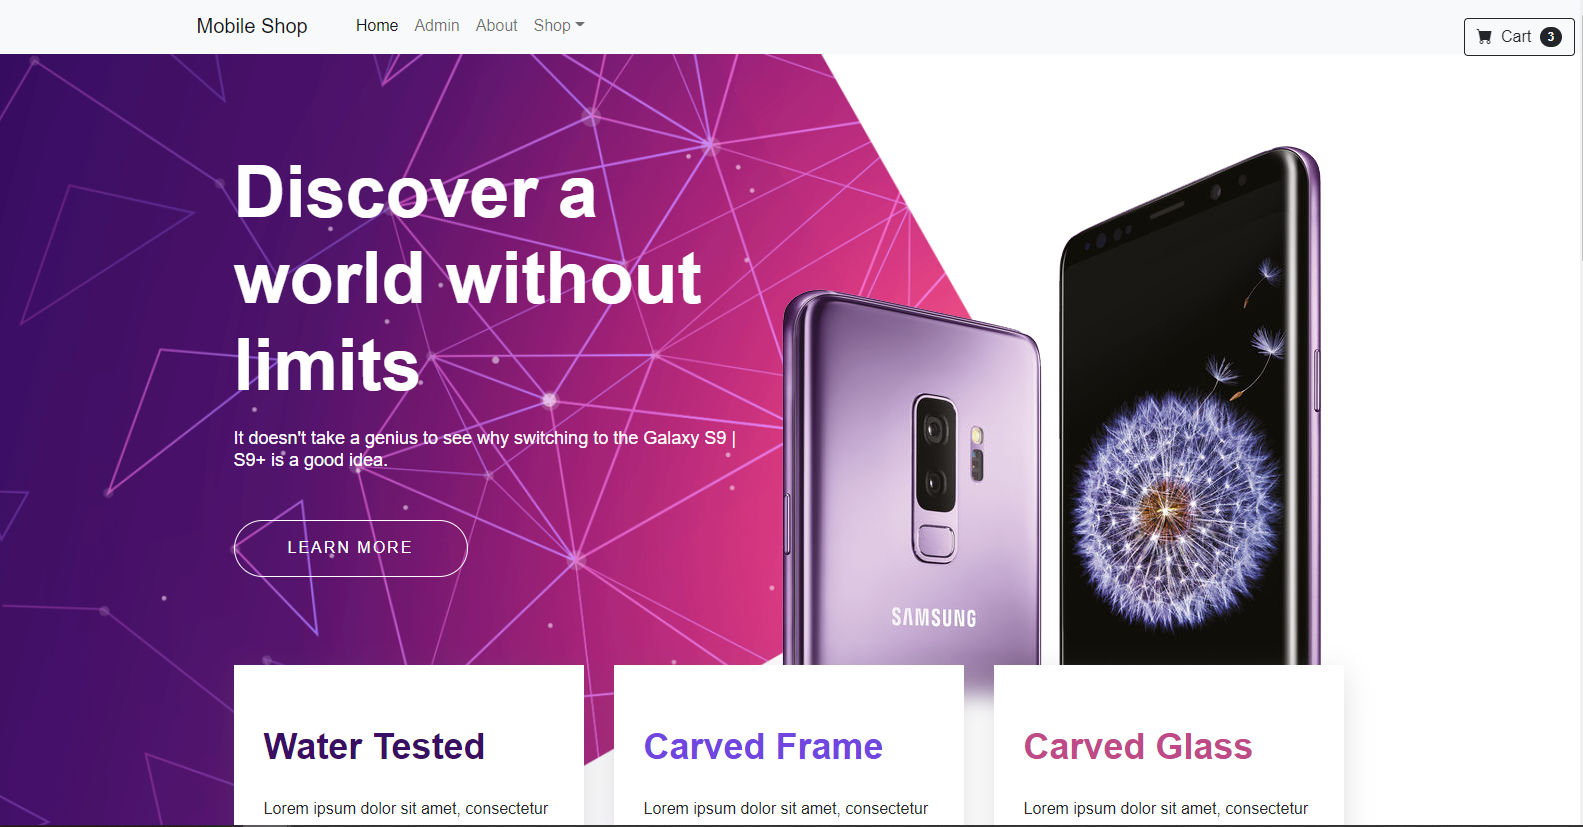 Mobile Shop Home Admin About Shop
Cart 3
Discover a
world without
limits
It doesn't take a genius to see why switching to the Galaxy S9 |
S9+ is a good idea.
LEARN MORE
SAMSUNG
Water Tested
Lorem ipsum dolor sit amet, consectetur
Carved Frame
Lorem ipsum dolor sit amet, consectetur
Carved Glass
Lorem ipsum dolor sit amet, consectetur